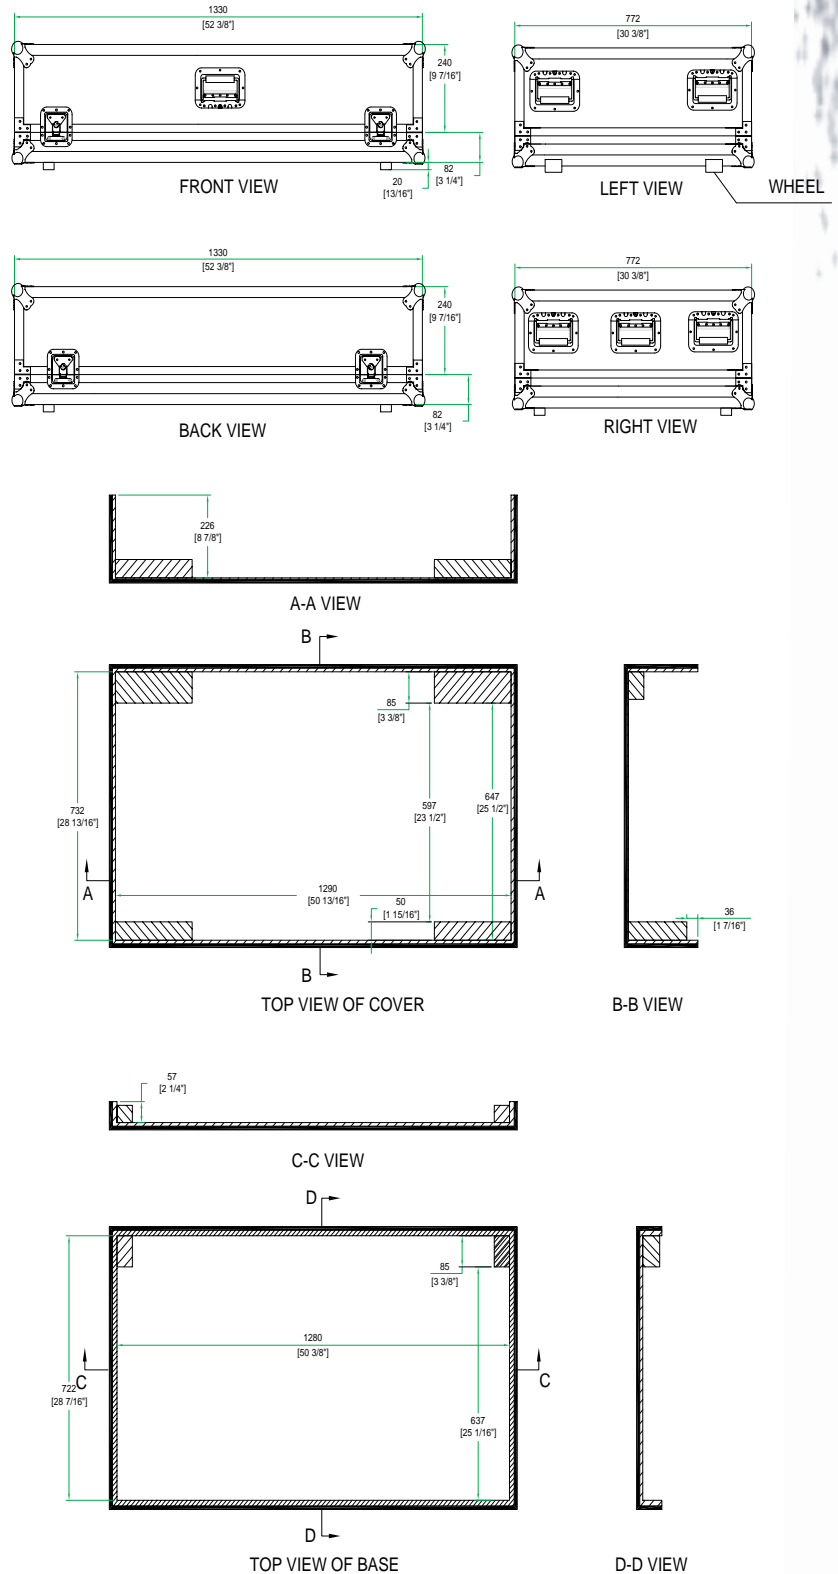 1330
[52 3/8"]
240
[9 7/16"]
82
[3 1/4"]
20
[13/16"]
FRONT VIEW
772
[30 3/8"]
LEFT VIEW
WHEEL
1330
[52 3/8"]
240
[9 7/16"]
82
[3 1/4"]
BACK VIEW
772
[30 3/8"]
RIGHT VIEW
226
[8 7/8"]
A-A VIEW
B
85
[3 3/8"]
732
[28 13/16"]
597
[23 1/2"]
647
[25 1/2"]
A
1290
[50 13/16"]
50
[1 15/16"]
A
B
TOP VIEW OF COVER
36
[1 7/16"]
B-B VIEW
57
[2 1/4"]
C-C VIEW
D
85
[3 3/8"]
1280
[50 3/8"]
722
[28 7/16"]
C
C
637
[25 1/16"]
D
TOP VIEW OF BASE
D-D VIEW